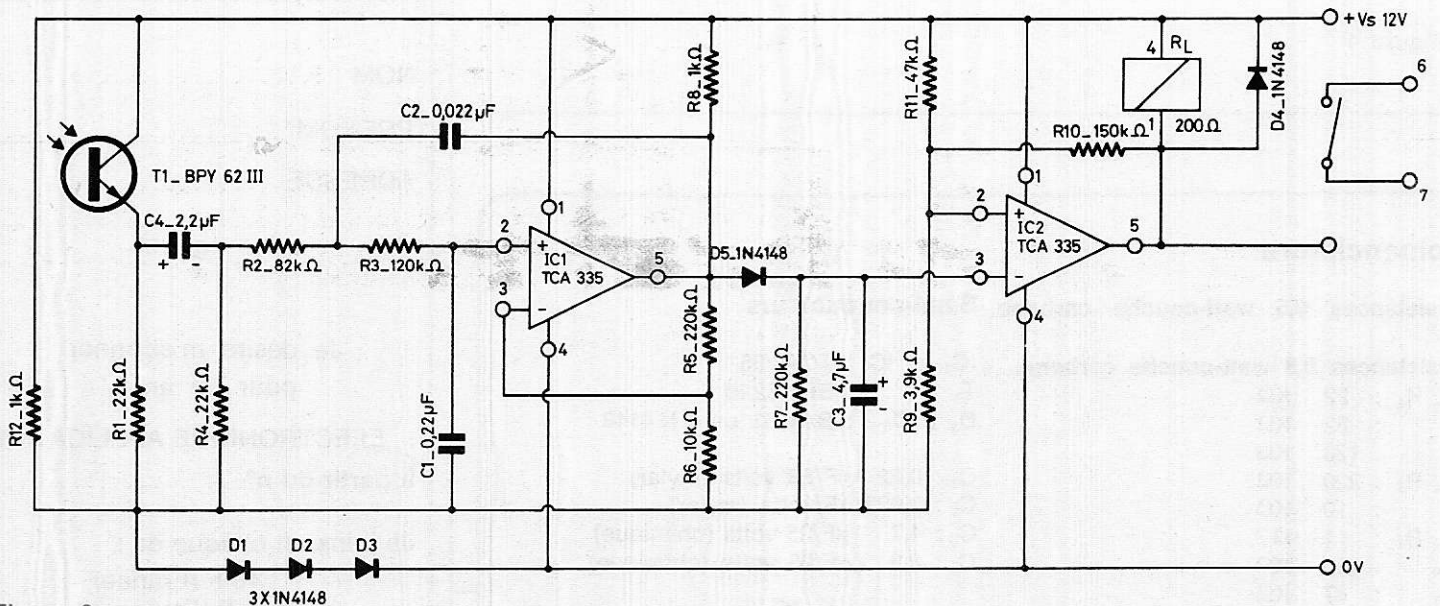 + Vs 12V
R8_1kΩ
R11_47kΩ
4 RL
6
C2_0,022µF
D4_1N4148
200Ω
R10_150kΩ
1
T1_ BPY 62 III
1
1
7
C4_2,2µF
+ -
R2_82kΩ
R3_120kΩ
2
+
IC1
TCA 335
5
3
-
4
D5_1N4148
2
+
IC2
TCA 335
5
3
-
4
R5_220kΩ
R12_1kΩ
R1_22kΩ
R4_22kΩ
C1_0,22µF
R6_10kΩ
R7_220kΩ
C3_4,7µF
+
-
R9_3,9kΩ
D1
D2
D3
3X1N4148
0V